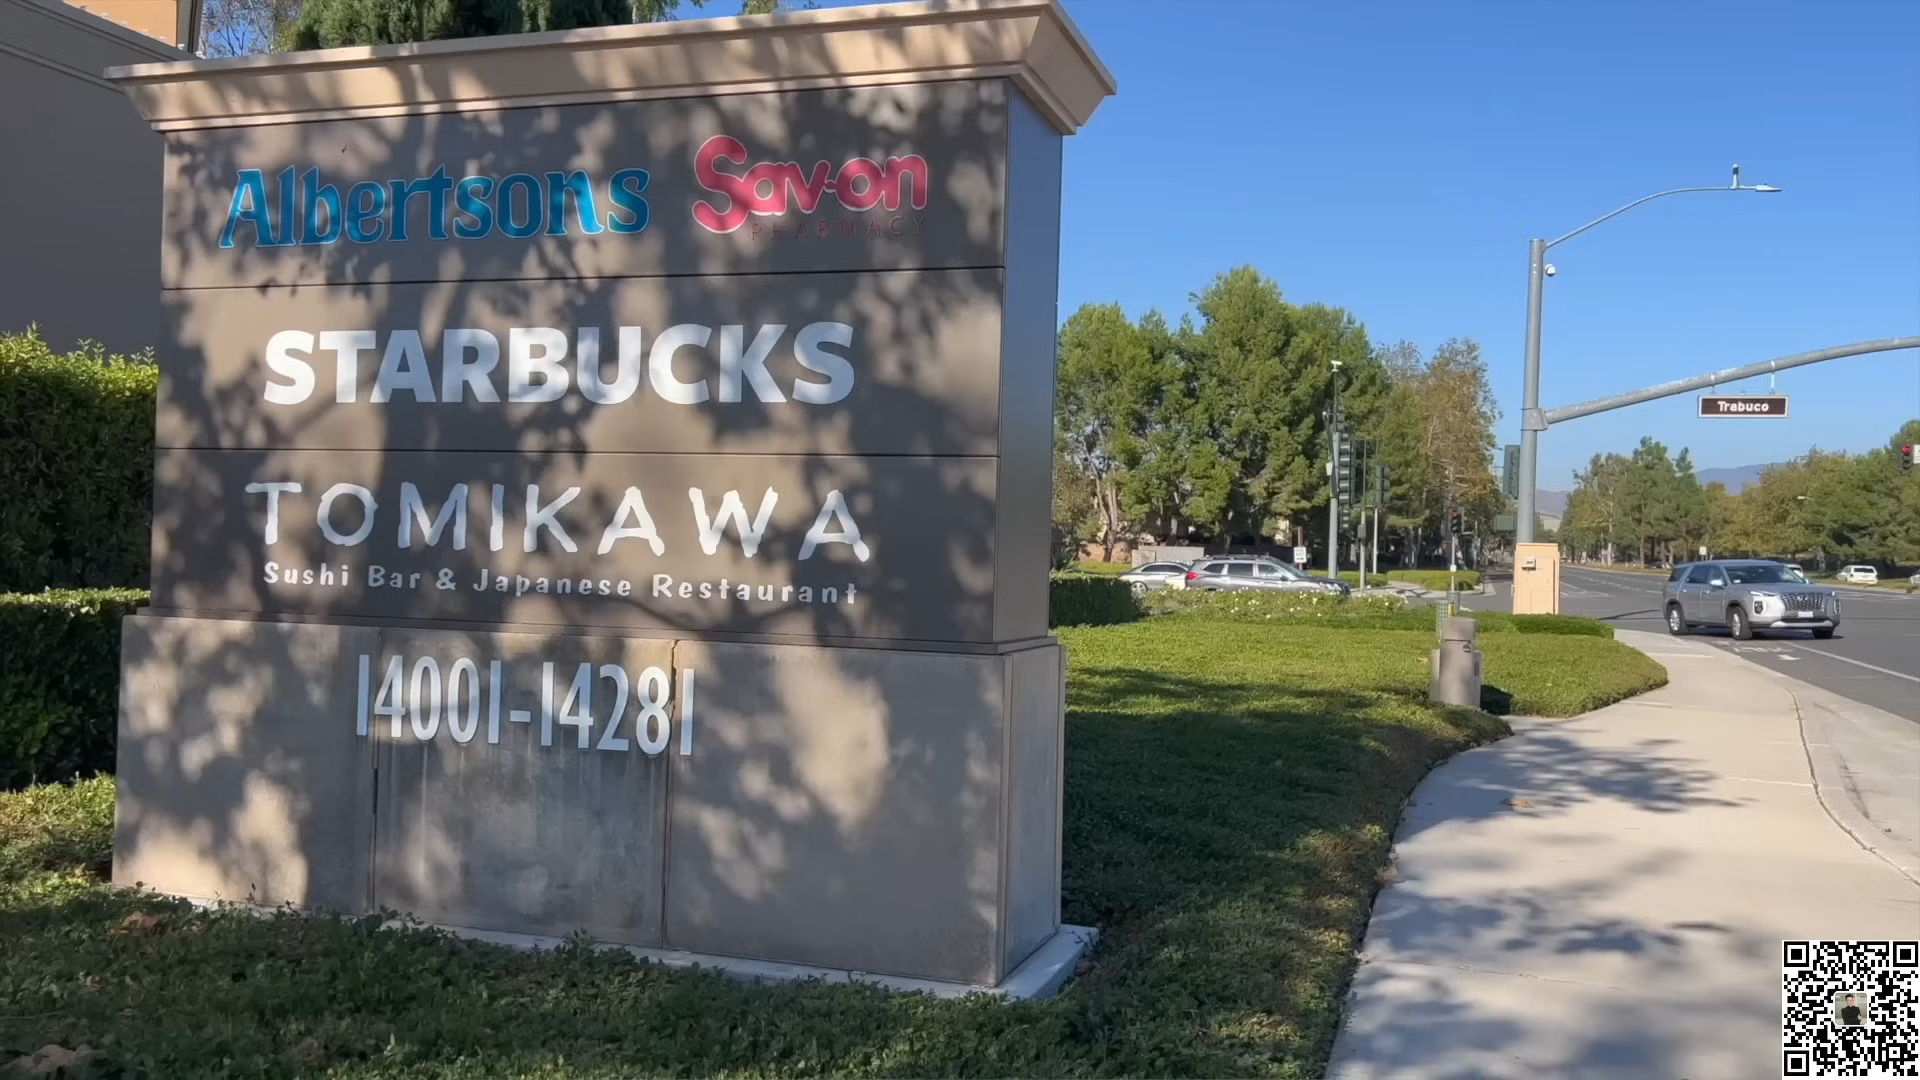 Albertsons Sav-on
PHARMACY
STARBUCKS
TOMIKAWA
Sushi Bar & Japanese Restaurant
14001-14281
Trabuco